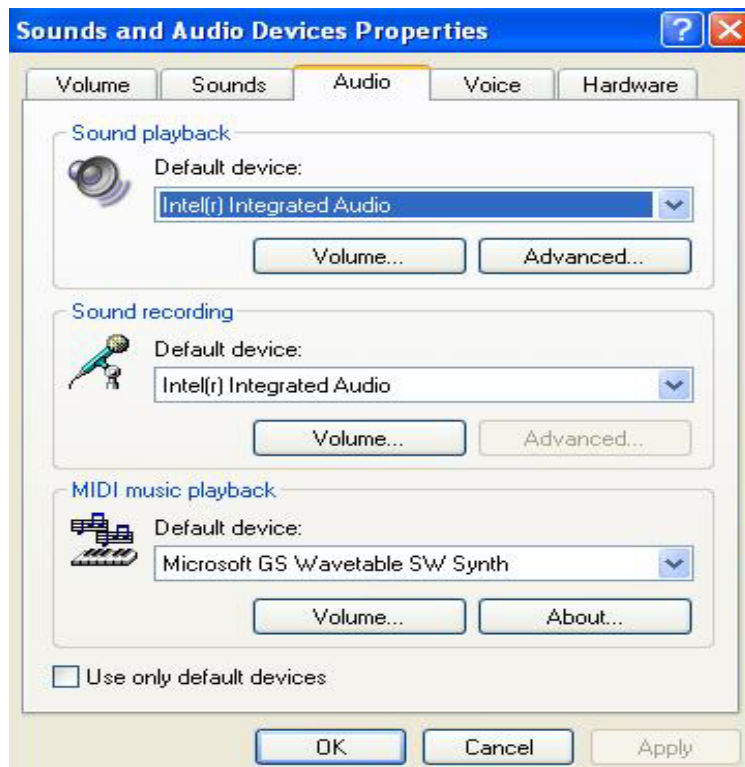 Sounds and Audio Devices Properties
Volume Sounds Audio Voice Hardware
Sound playback
Default device:
Intel(r) Integrated Audio
Volume... Advanced...
Sound recording
Default device:
Intel(r) Integrated Audio
Volume... Advanced...
MIDI music playback
Default device:
Microsoft GS Wavetable SW Synth
Volume... About...
Use only default devices
OK Cancel Apply